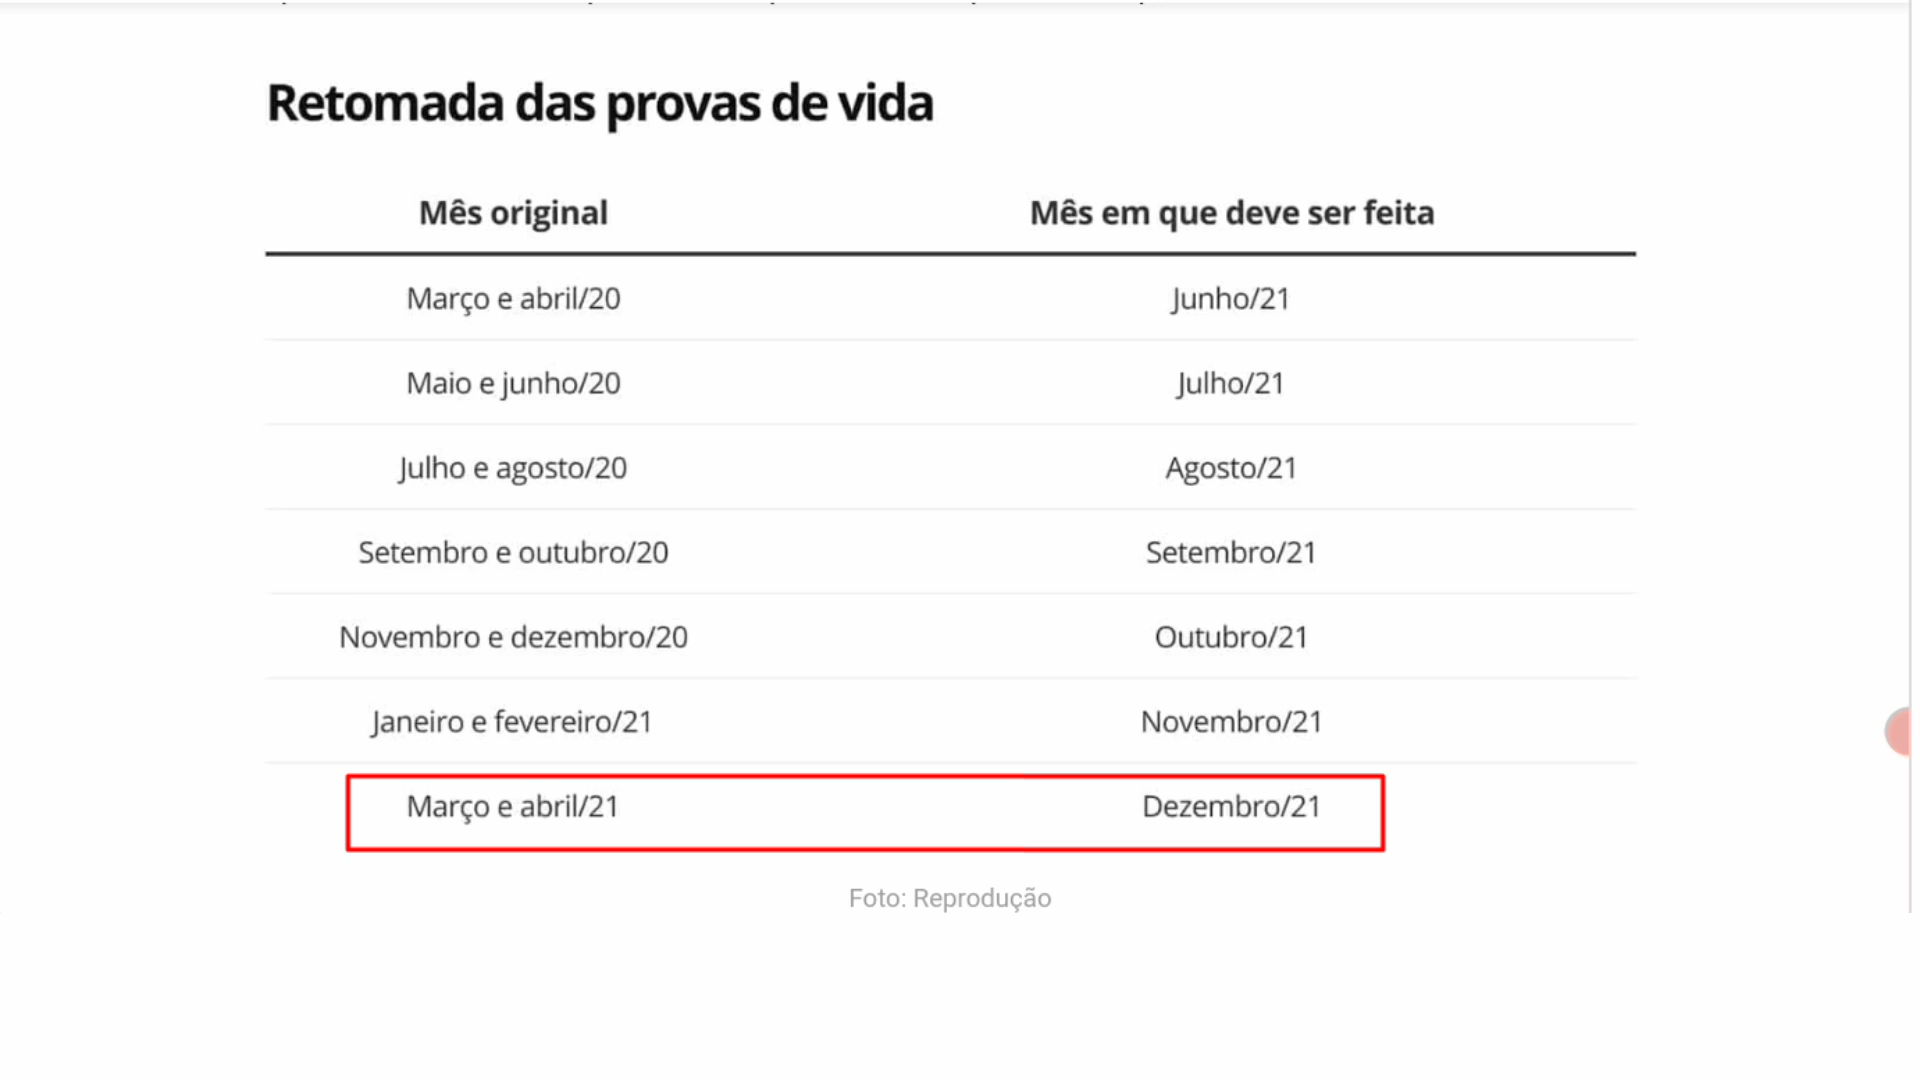 Retomada das provas de vida
Mês original Mês em que deve ser feita
Março e abril/20 Junho/21
Maio e junho/20 Julho/21
Julho e agosto/20 Agosto/21
Setembro e outubro/20 Setembro/21
Novembro e dezembro/20 Outubro/21
Janeiro e fevereiro/21 Novembro/21
Março e abril/21 Dezembro/21
Foto: Reprodução